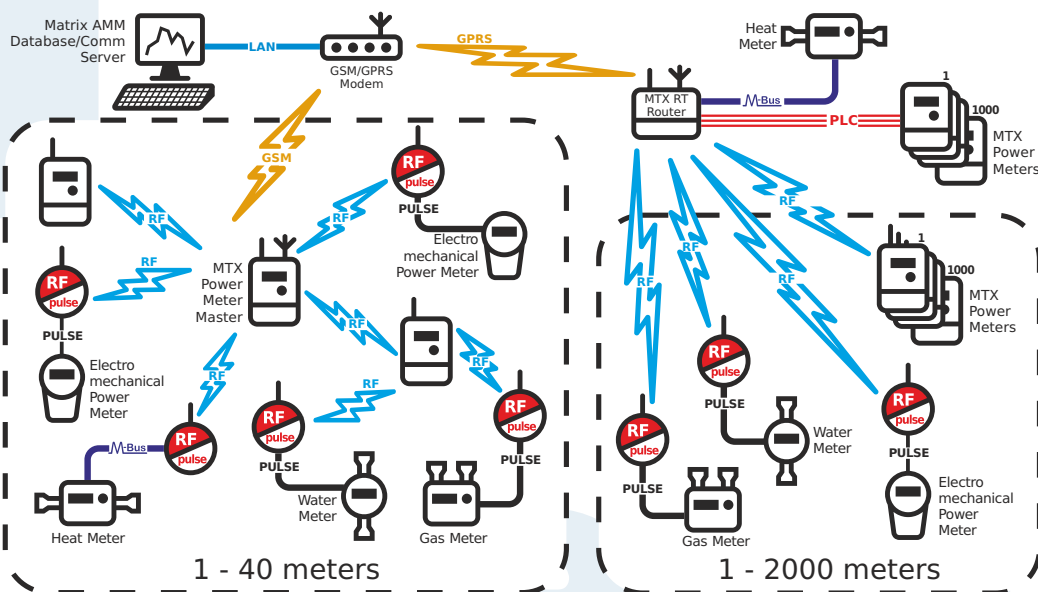 Matrix AMM
Database/Comm
Server
LAN
GSM/GPRS
Modem
GPRS
Heat
Meter
M-Bus
MTX RT
Router
PLC
1
1000
MTX
Power
Meters
GSM
RF
RF
pulse
PULSE
Electro
mechanical
Power Meter
RF
RF
RF
pulse
PULSE
Electro
mechanical
Power
Meter
MTX
Power
Meter
Master
RF
RF
RF
RF
RF
pulse
M-Bus
Heat Meter
RF
pulse
PULSE
Water
Meter
RF
pulse
PULSE
Gas Meter
1 - 40 meters
RF
RF
RF
RF
1
1000
MTX
Power
Meters
RF
pulse
PULSE
Water
Meter
RF
pulse
PULSE
Gas Meter
RF
pulse
PULSE
Electro
mechanical
Power
Meter
1 - 2000 meters